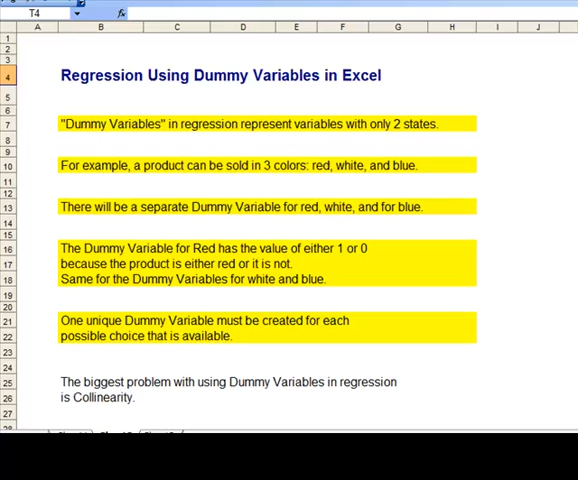 T4
fx
A B C D E F G H I J
1
2
3
4 Regression Using Dummy Variables in Excel
5
6
7 "Dummy Variables" in regression represent variables with only 2 states.
8
9
10 For example, a product can be sold in 3 colors: red, white, and blue.
11
12
13 There will be a separate Dummy Variable for red, white, and for blue.
14
15
16 The Dummy Variable for Red has the value of either 1 or 0
17 because the product is either red or it is not.
18 Same for the Dummy Variables for white and blue.
19
20
21 One unique Dummy Variable must be created for each
22 possible choice that is available.
23
24
25 The biggest problem with using Dummy Variables in regression
26 is Collinearity.
27
28